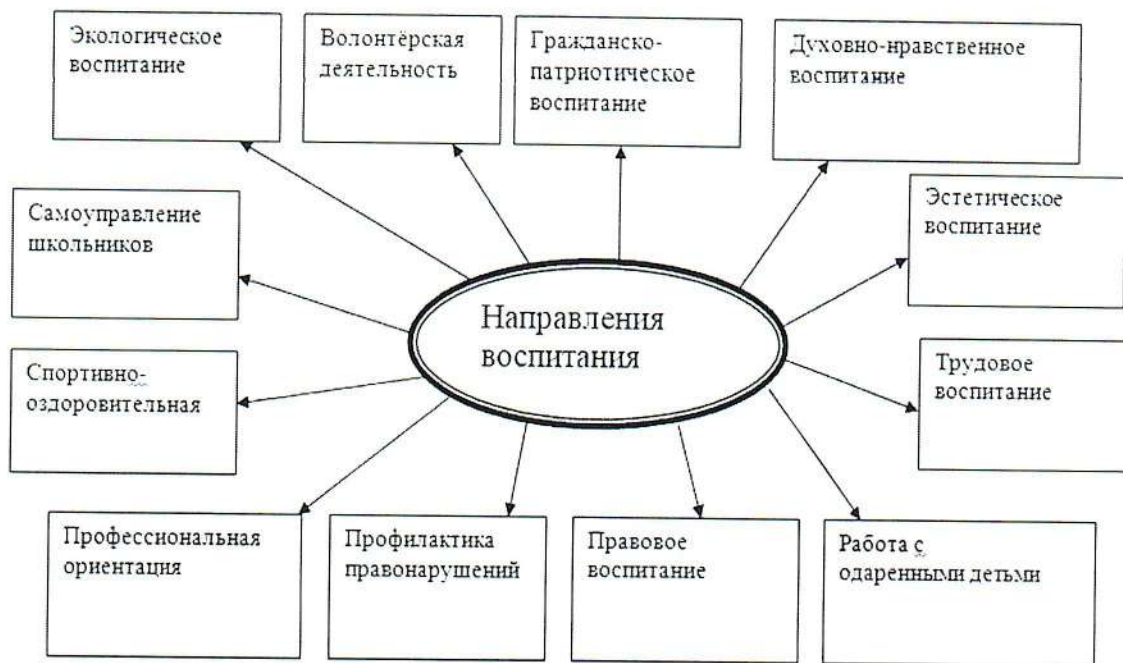 Экологическое
воспитание
Волонтёрская
деятельность
Гражданско-
патриотическое
воспитание
Духовно-нравственное
воспитание
Самоуправление
школьников
Эстетическое
воспитание
Направления
воспитания
Спортивно-
оздоровительная
Трудовое
воспитание
Профессиональная
ориентация
Профилактика
правонарушений
Правовое
воспитание
Работа с
одаренными детьми